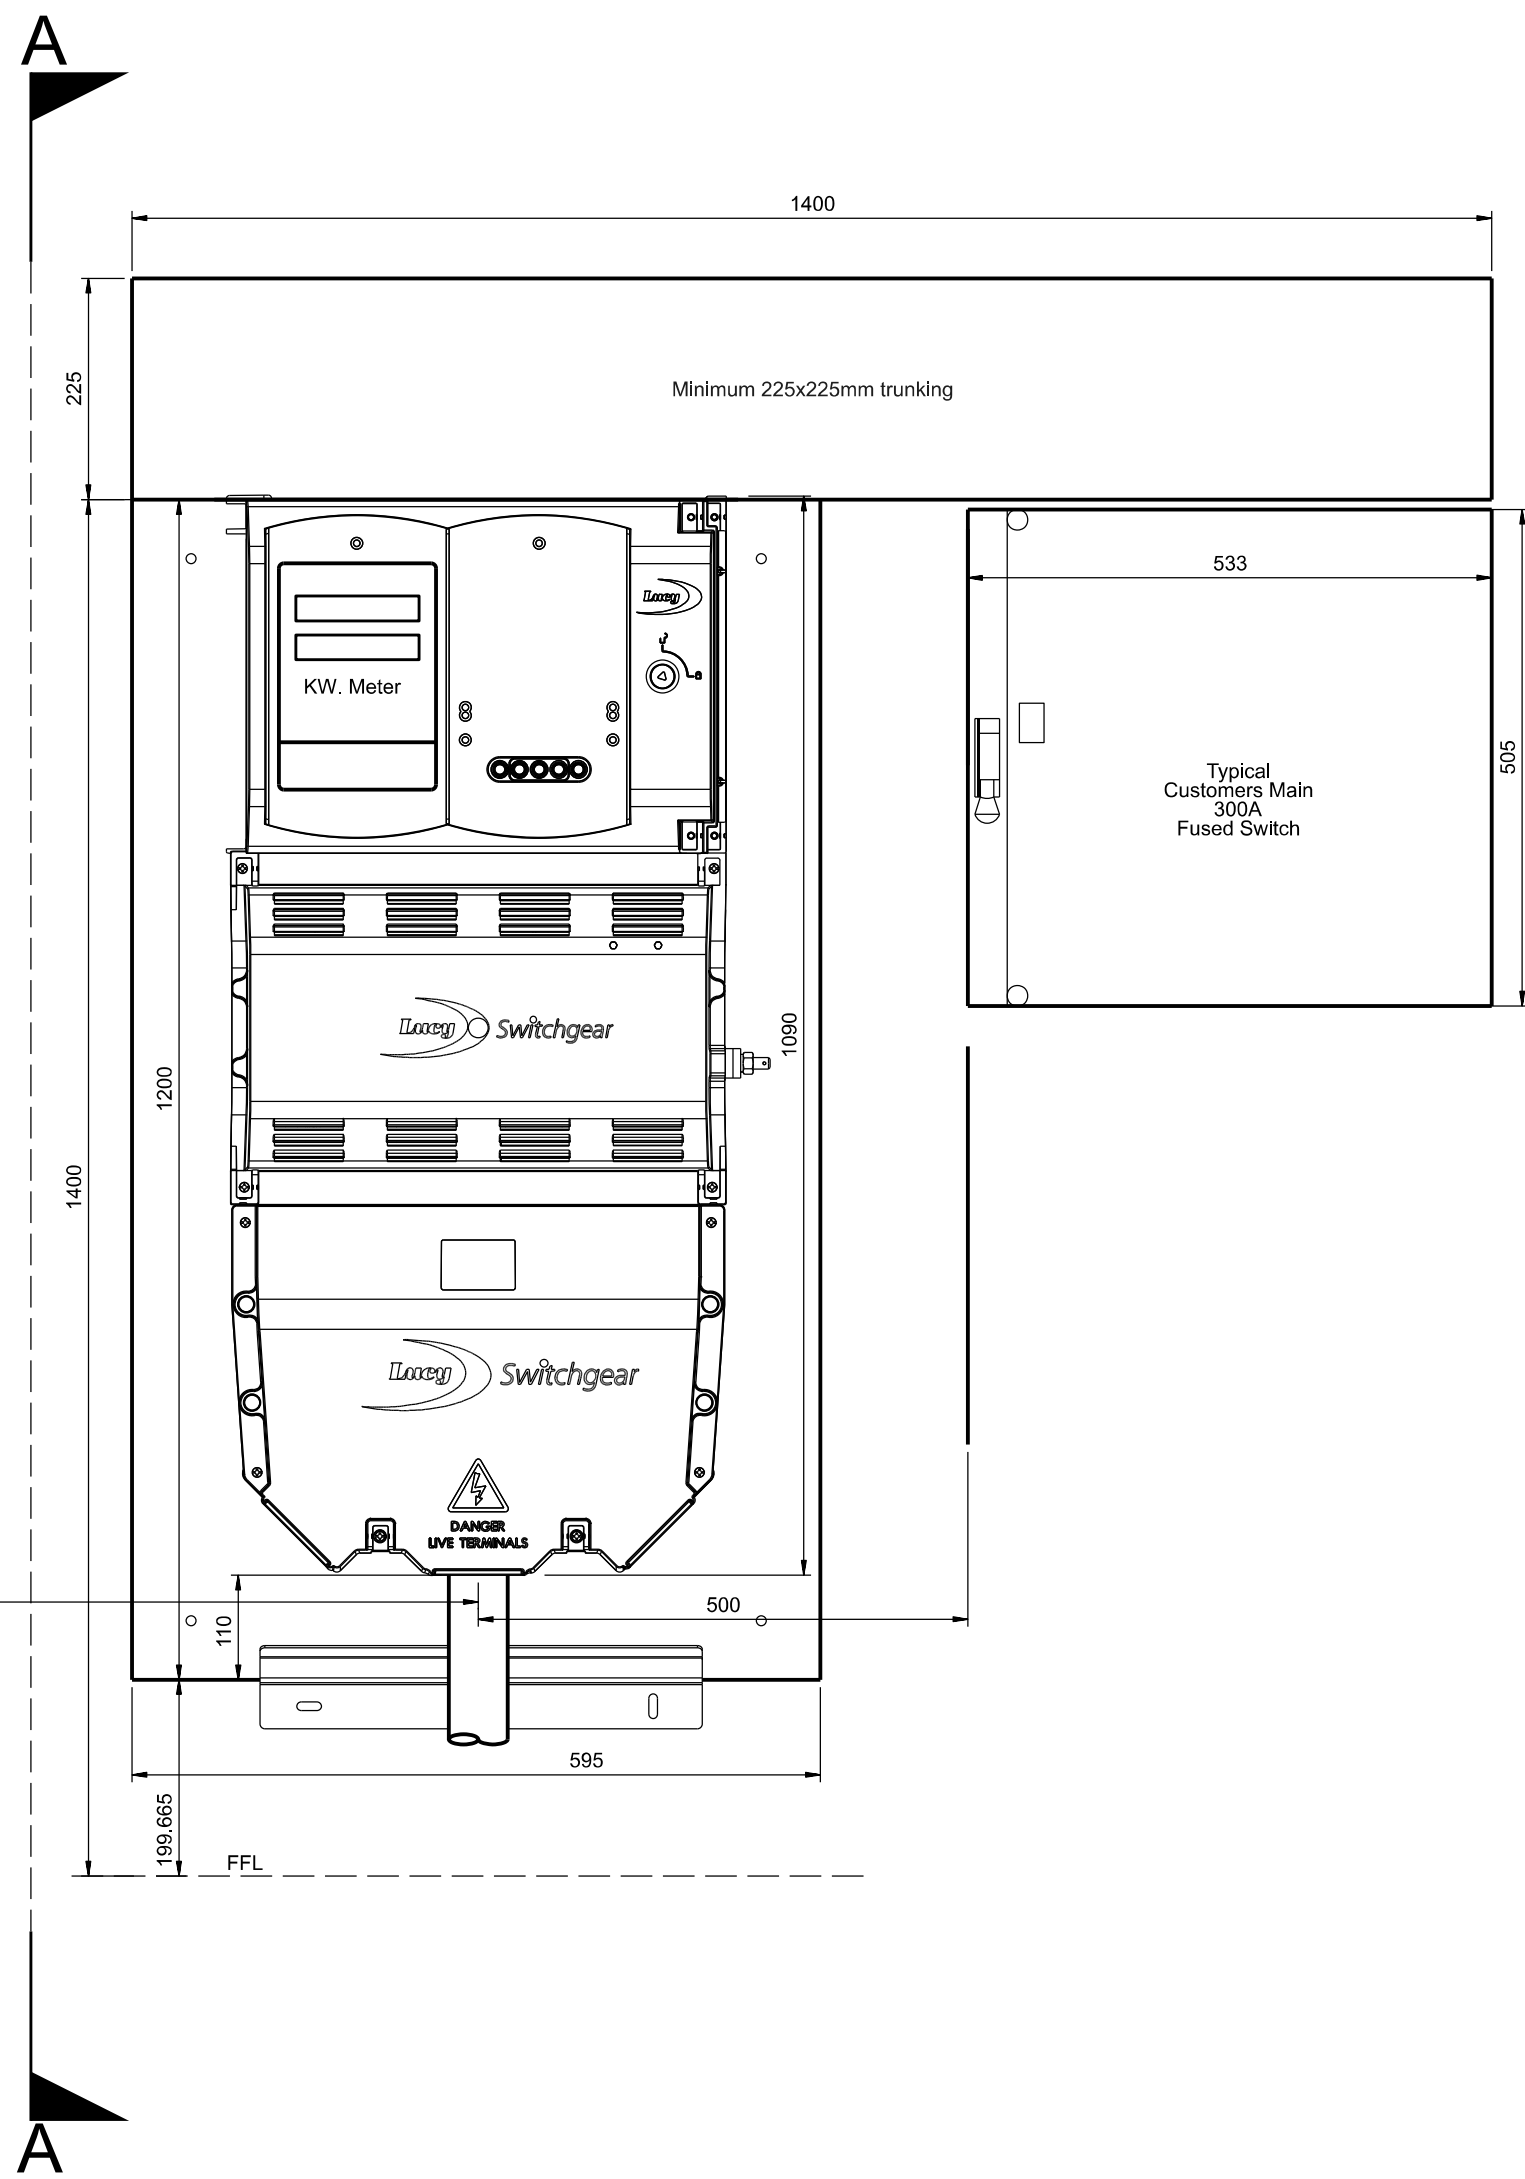 A
1400
225
Minimum 225x225mm trunking
533
Lucy
KW. Meter
505
Typical
Customers Main
300A
Fused Switch
Lucy Switchgear
1090
1200
1400
Lucy Switchgear
DANGER
LIVE TERMINALS
500
110
595
199.665
FFL
A